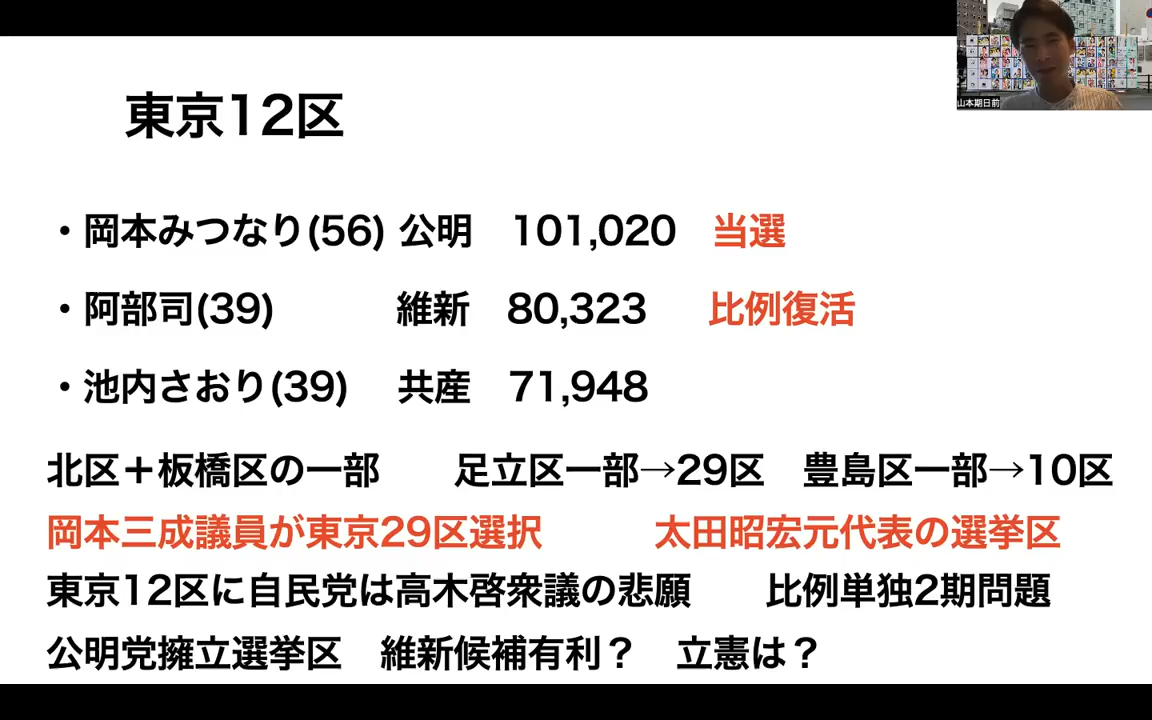 山本期日前
東京12区
・岡本みつなり(56) 公明 101,020 当選
・阿部司(39) 維新 80,323 比例復活
・池内さおり(39) 共産 71,948
北区＋板橋区の一部 足立区一部→29区 豊島区一部→10区
岡本三成議員が東京29区選択 太田昭宏元代表の選挙区
東京12区に自民党は高木啓衆議の悲願 比例単独2期問題
公明党擁立選挙区 維新候補有利？ 立憲は？